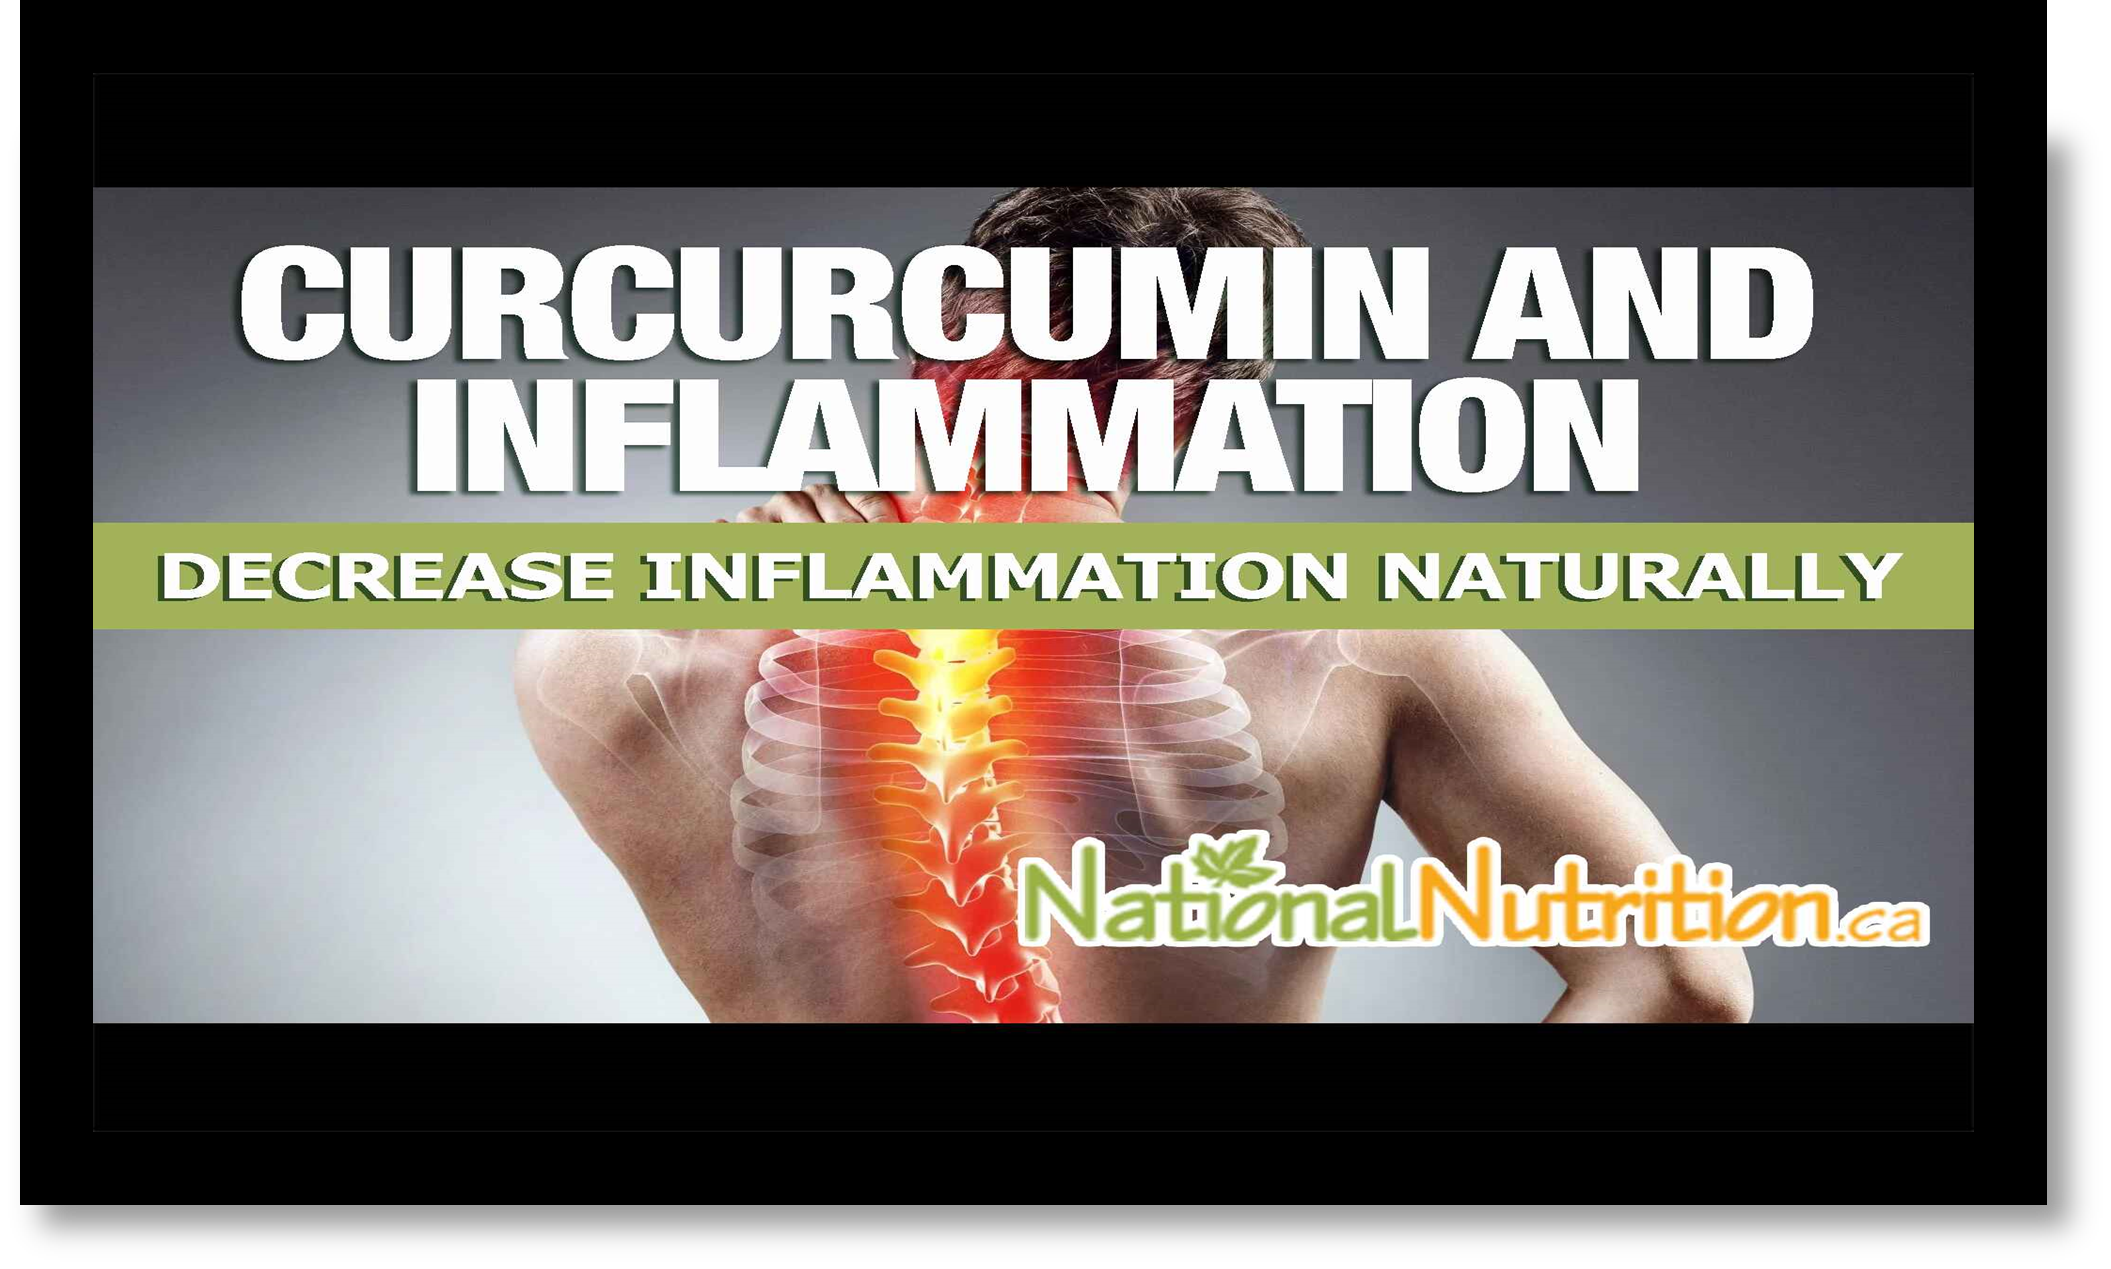 CURCURCUMIN AND
INFLAMMATION
DECREASE INFLAMMATION NATURALLY
NationalNutrition.ca